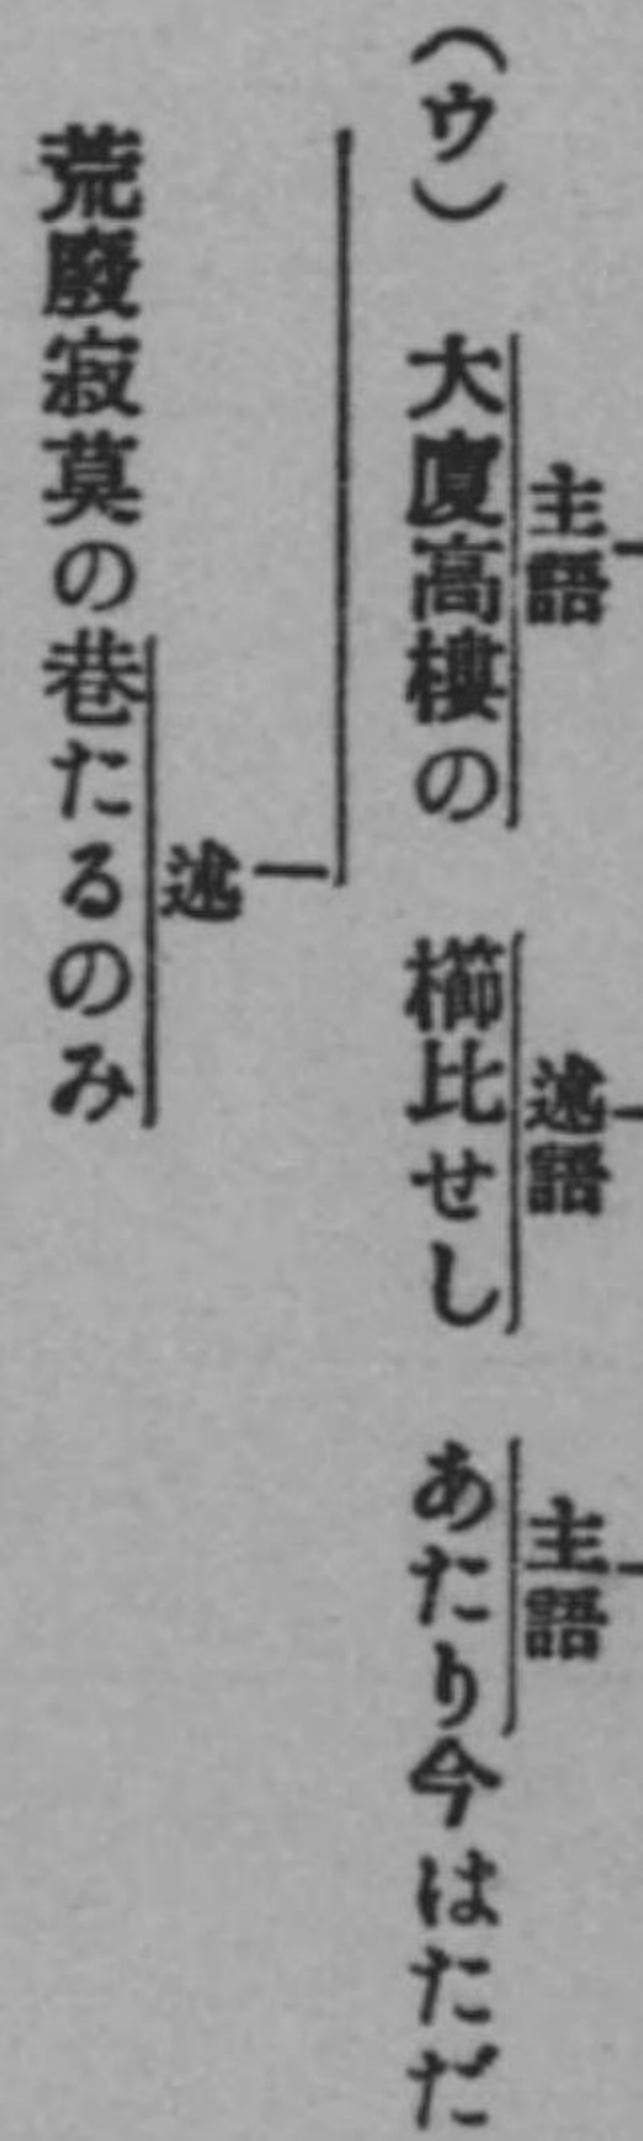 主語 述語 主語
（ウ） 大廈高樓の 櫛比せし あたり今はただ
述
荒廢寂莫の巷たるのみ